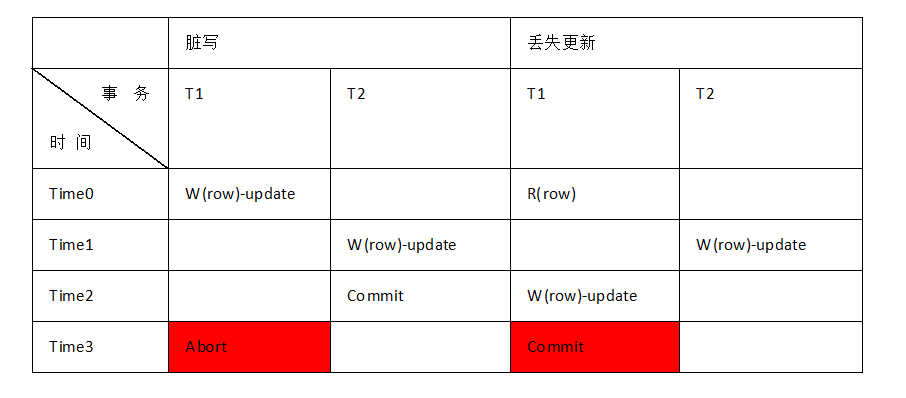 脏写 丢失更新
事 务 T1 T2 T1 T2
时 间
Time0 W(row)-update R(row)
Time1 W(row)-update W(row)-update
Time2 Commit W(row)-update
Time3 Abort Commit